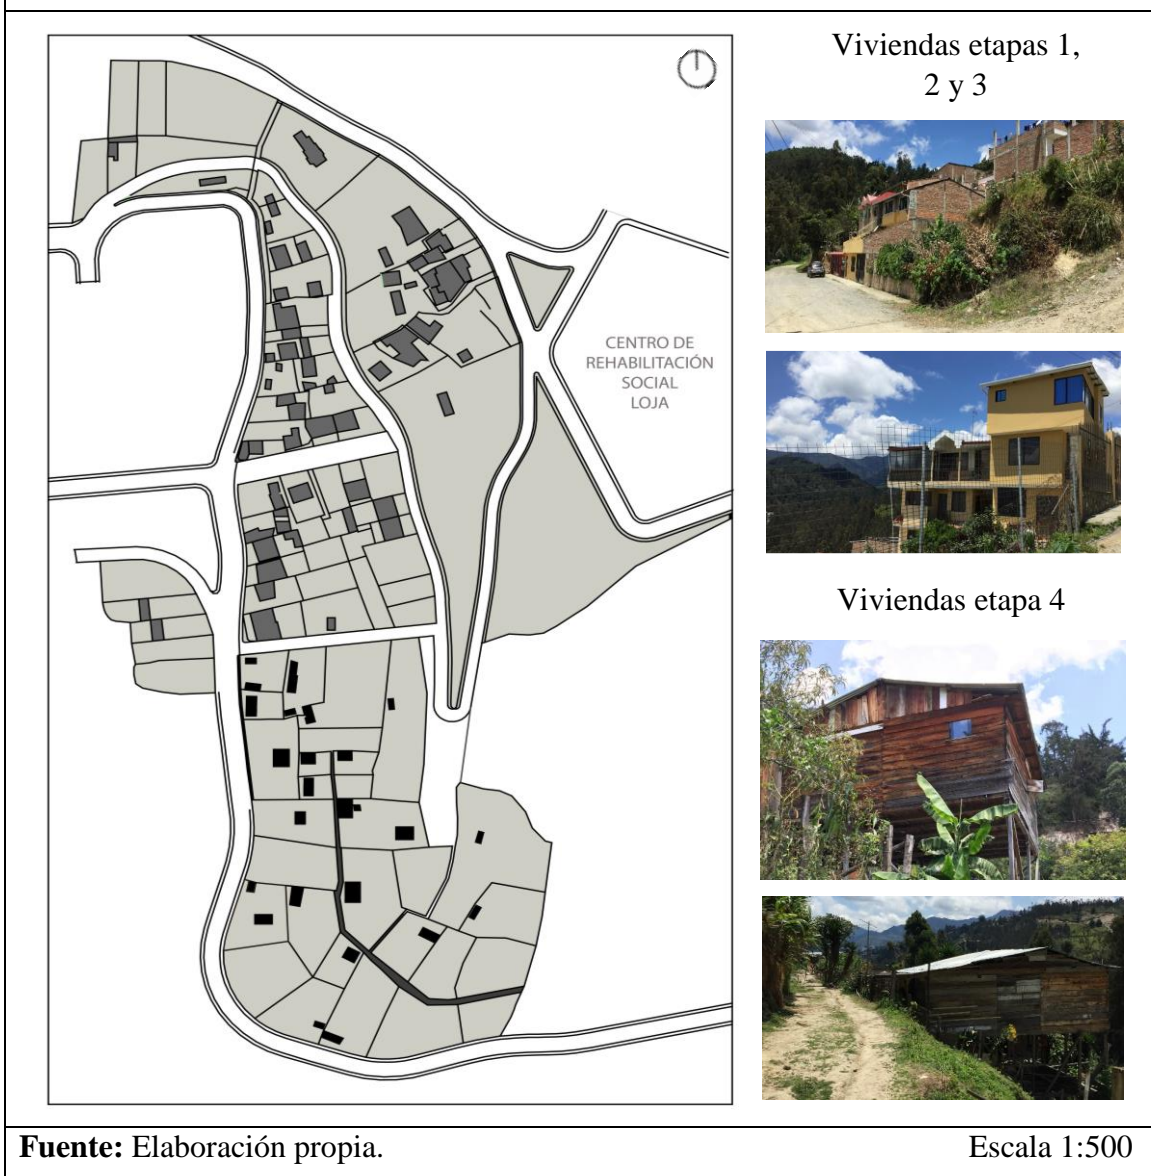 Viviendas etapas 1,
2 y 3
CENTRO DE
REHABILITACIÓN
SOCIAL
LOJA
Viviendas etapa 4
Fuente: Elaboración propia.
Escala 1:500